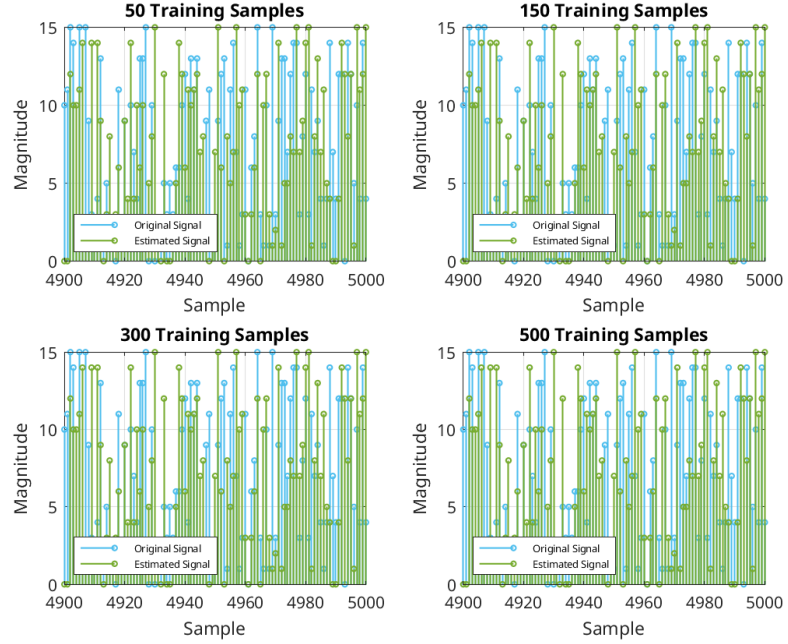 50 Training Samples
15
10
5
0
Magnitude
Original Signal
Estimated Signal
4900 4920 4940 4960 4980 5000
Sample
150 Training Samples
15
10
5
0
Magnitude
Original Signal
Estimated Signal
4900 4920 4940 4960 4980 5000
Sample
300 Training Samples
15
10
5
0
Magnitude
Original Signal
Estimated Signal
4900 4920 4940 4960 4980 5000
Sample
500 Training Samples
15
10
5
0
Magnitude
Original Signal
Estimated Signal
4900 4920 4940 4960 4980 5000
Sample